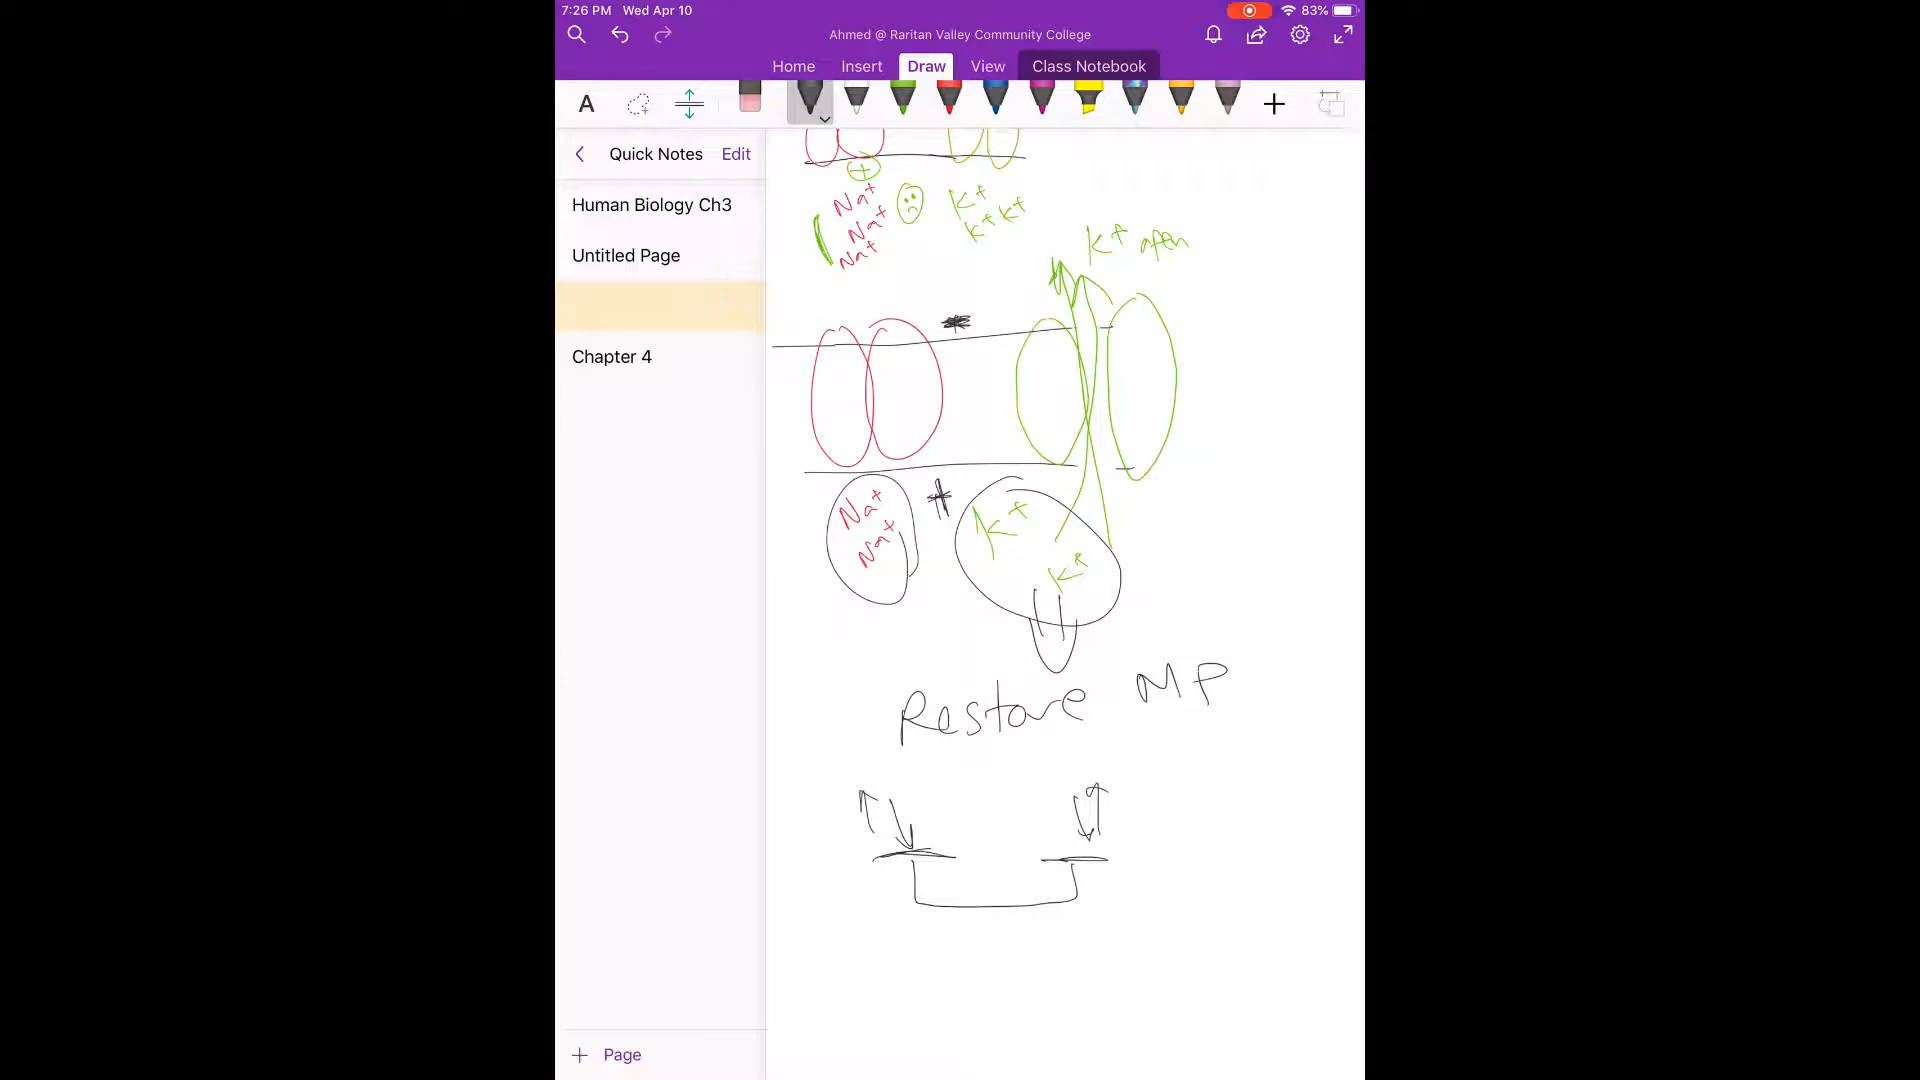 7:26 PM Wed Apr 10 83%
Ahmed @ Raritan Valley Community College
Home Insert Draw View Class Notebook
A
Quick Notes Edit
Human Biology Ch3
Untitled Page
Chapter 4
+ Page
+
Na+ K+
Na+ K+ K+
Na+
K+ open
Na+ K+
Na+ K+
Restore MP